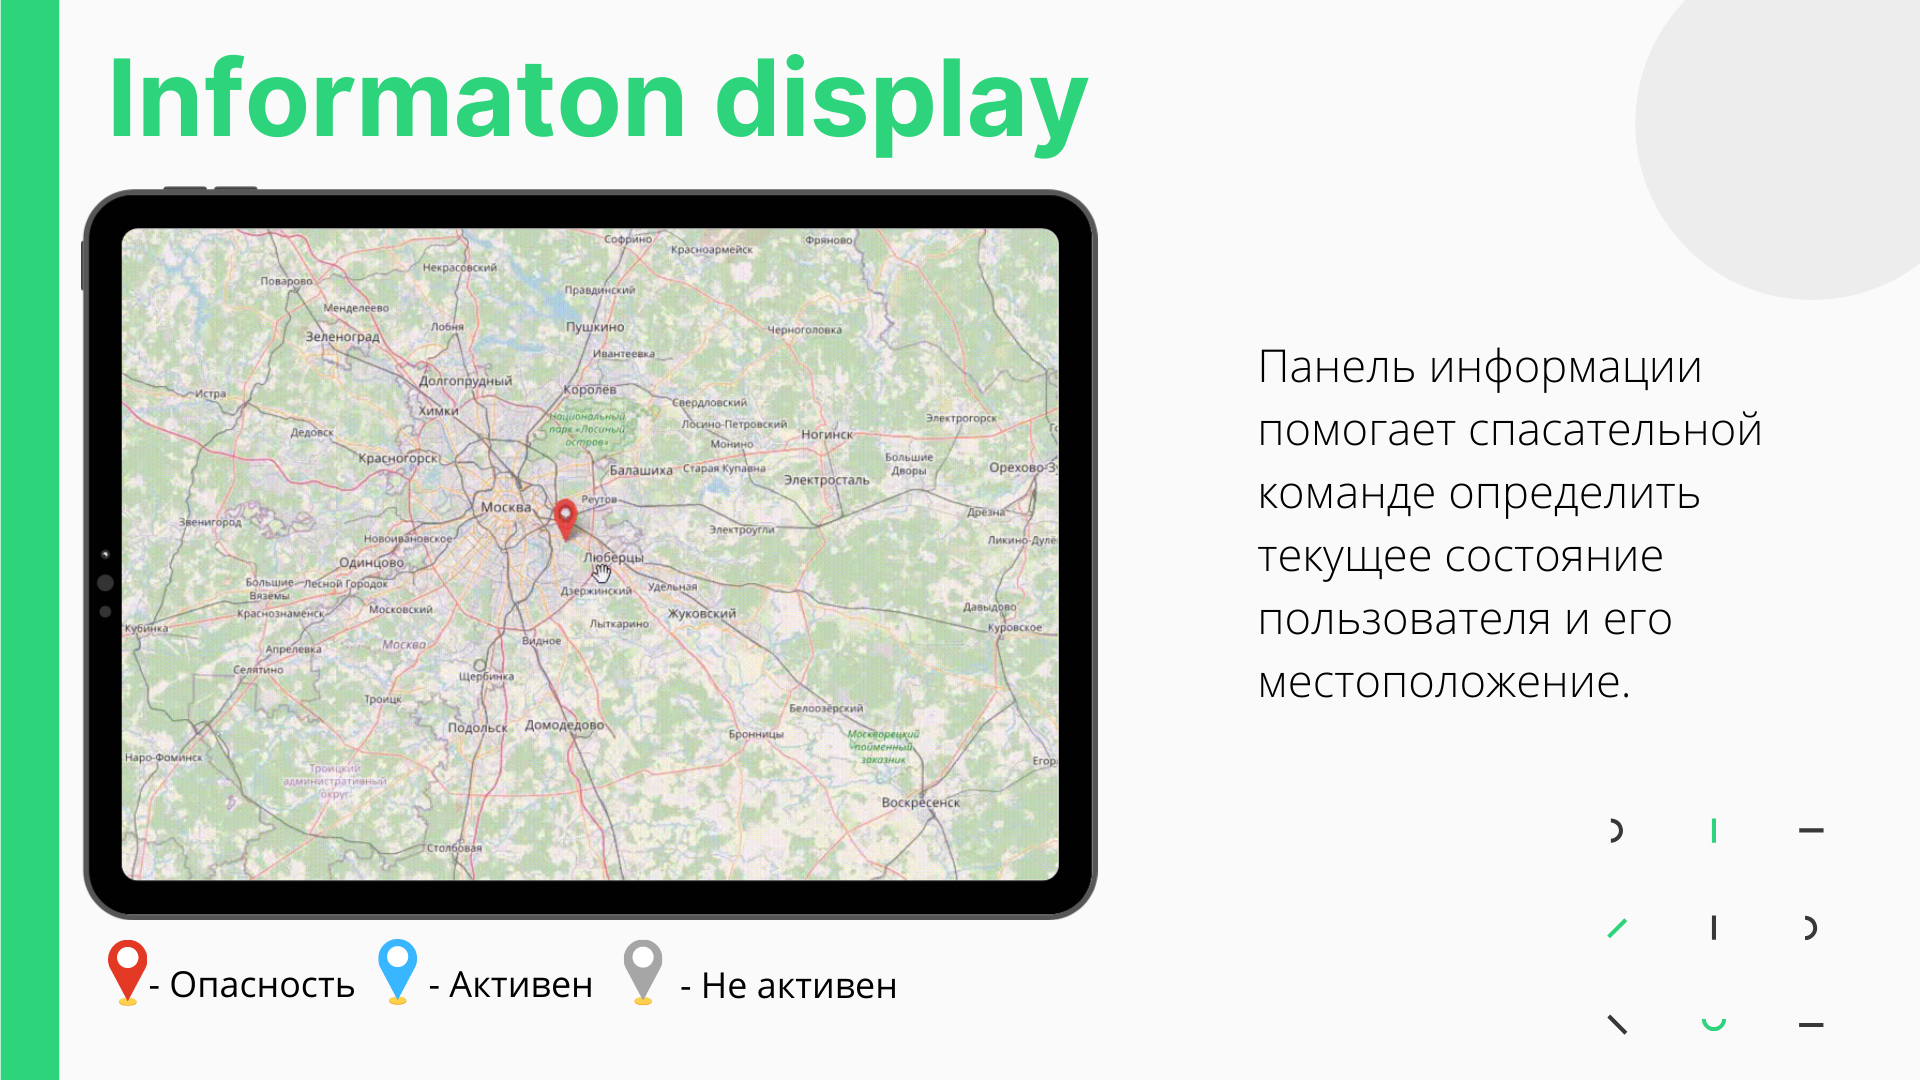 Informaton display
Софрино
Фряново
Красноармейск
Некрасовский
Поварово
Правдинский
Менделеево
Лобня
Пушкино
Черноголовка
Зеленоград
Ивантеевка
Долгопрудный
Королёв
Истра
Свердловский
Химки
Национальный
парк «Лосиный
остров»
Электрогорск
Лосино-Петровский
Дедовск
Ногинск
Монино
Красногорск
Большие
Дворы
Балашиха
Старая Купавна
Орехово-З
Электросталь
Реутов
Москва
Дрезна
Звенигород
Электроугли
Новоивановское
Ликино-Дулё
Люберцы
Одинцово
Большие
Вяземы
Лесной Городок
Дзержинский
Удельная
Краснознаменск
Московский
Жуковский
Давыдово
Кубинка
Лыткарино
Куровское
Апрелевка
Москва
Видное
Селятино
Щербинка
Троицк
Белоозёрский
Подольск
Домодедово
Бронницы
Москворецкий
пойменный
заказник
Наро-Фоминск
Егор
Троицкий
административный
округ
Воскресенск
Столбовая
Панель информации
помогает спасательной
команде определить
текущее состояние
пользователя и его
местоположение.
- Опасность
- Активен
- Не активен